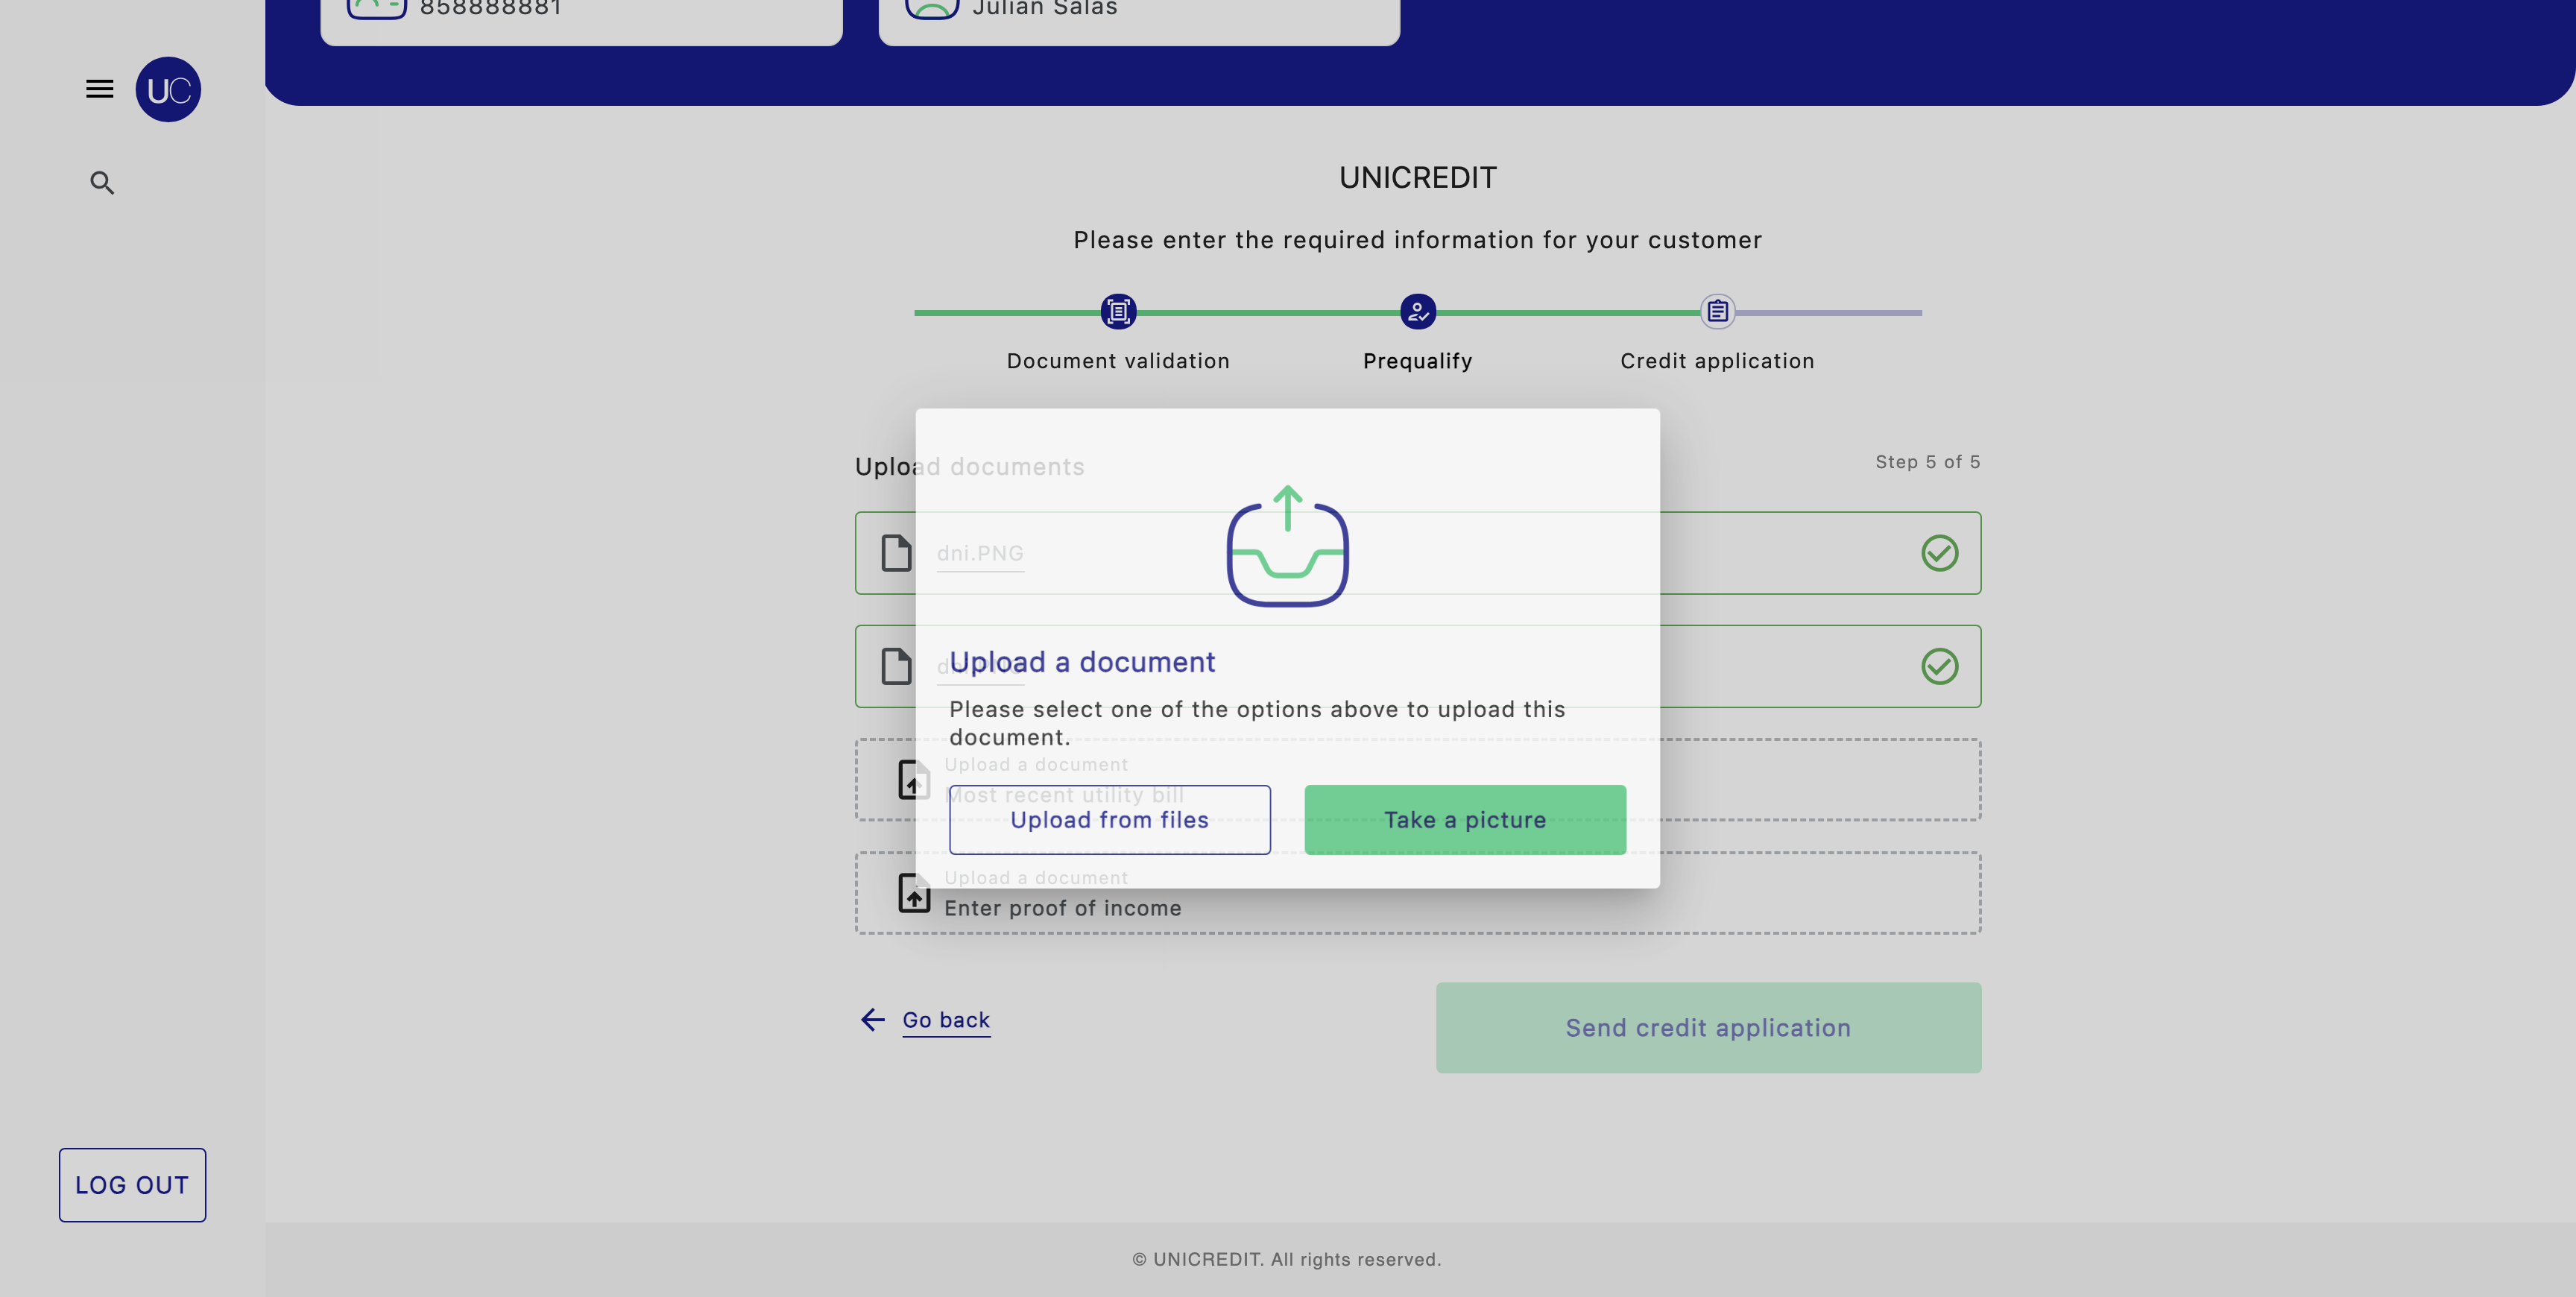 858888881
Julian Salas
UC
UNICREDIT
Please enter the required information for your customer
Document validation
Prequalify
Credit application
Upload documents
Step 5 of 5
dni.PNG
Upload a document
Please select one of the options above to upload this
document.
Upload a document
Most recent utility bill
Upload from files
Take a picture
Upload a document
Enter proof of income
Go back
Send credit application
LOG OUT
© UNICREDIT. All rights reserved.